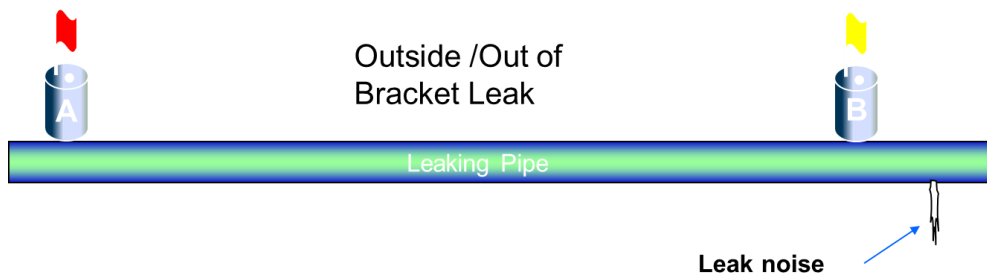 Outside /Out of
Bracket Leak
A
B
Leaking Pipe
Leak noise